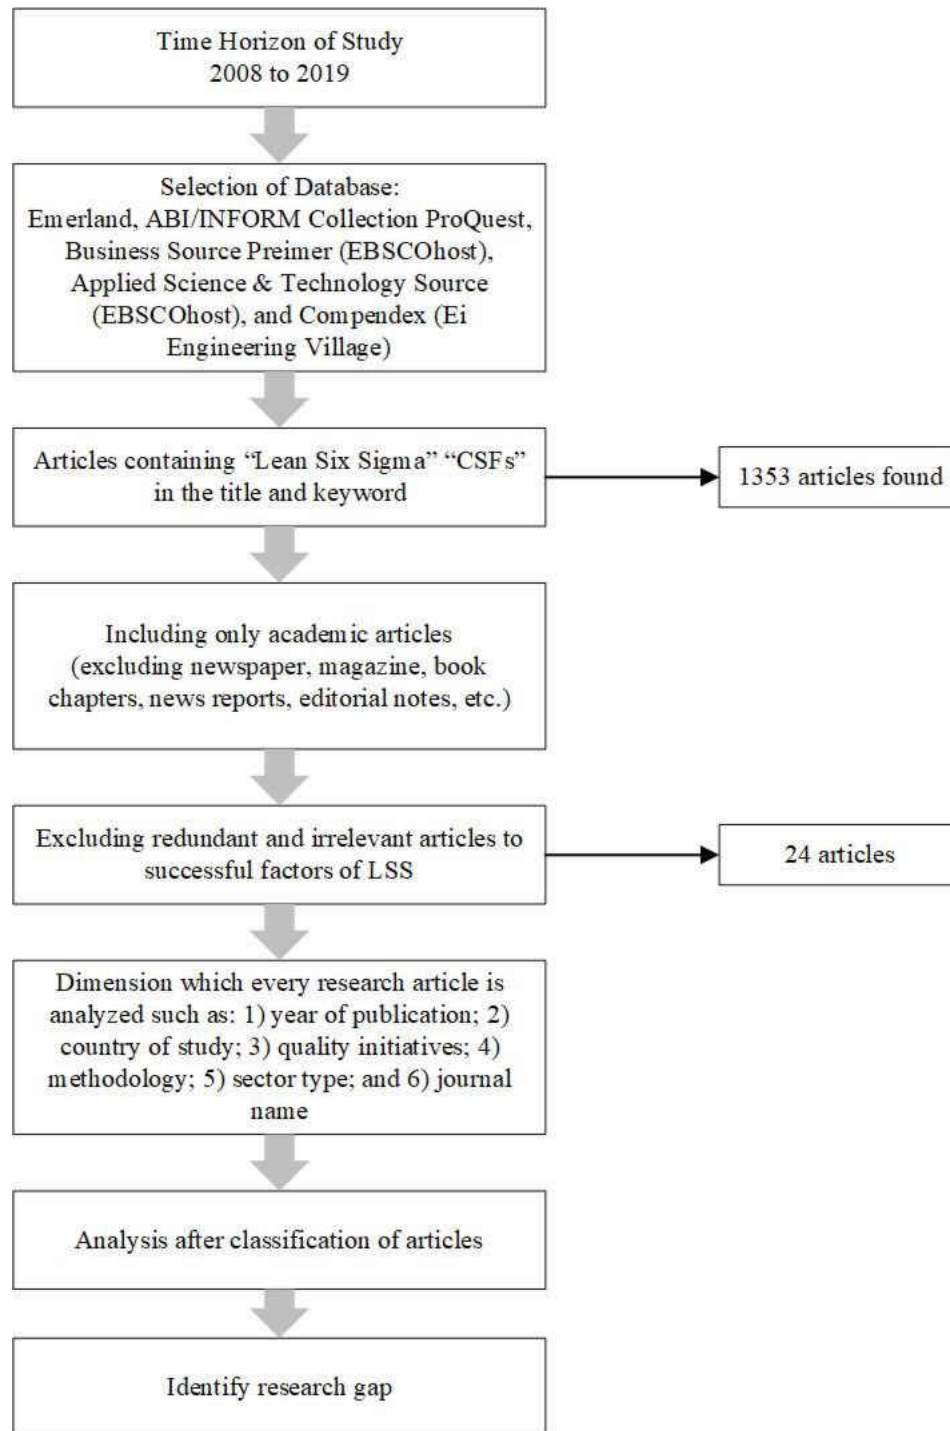 Time Horizon of Study
2008 to 2019
Selection of Database:
Emerland, ABI/INFORM Collection ProQuest,
Business Source Preimer (EBSCOhost),
Applied Science & Technology Source
(EBSCOhost), and Compendex (Ei
Engineering Village)
Articles containing “Lean Six Sigma” “CSFs”
in the title and keyword
1353 articles found
Including only academic articles
(excluding newspaper, magazine, book
chapters, news reports, editorial notes, etc.)
Excluding redundant and irrelevant articles to
successful factors of LSS
24 articles
Dimension which every research article is
analyzed such as: 1) year of publication; 2)
country of study; 3) quality initiatives; 4)
methodology; 5) sector type; and 6) journal
name
Analysis after classification of articles
Identify research gap